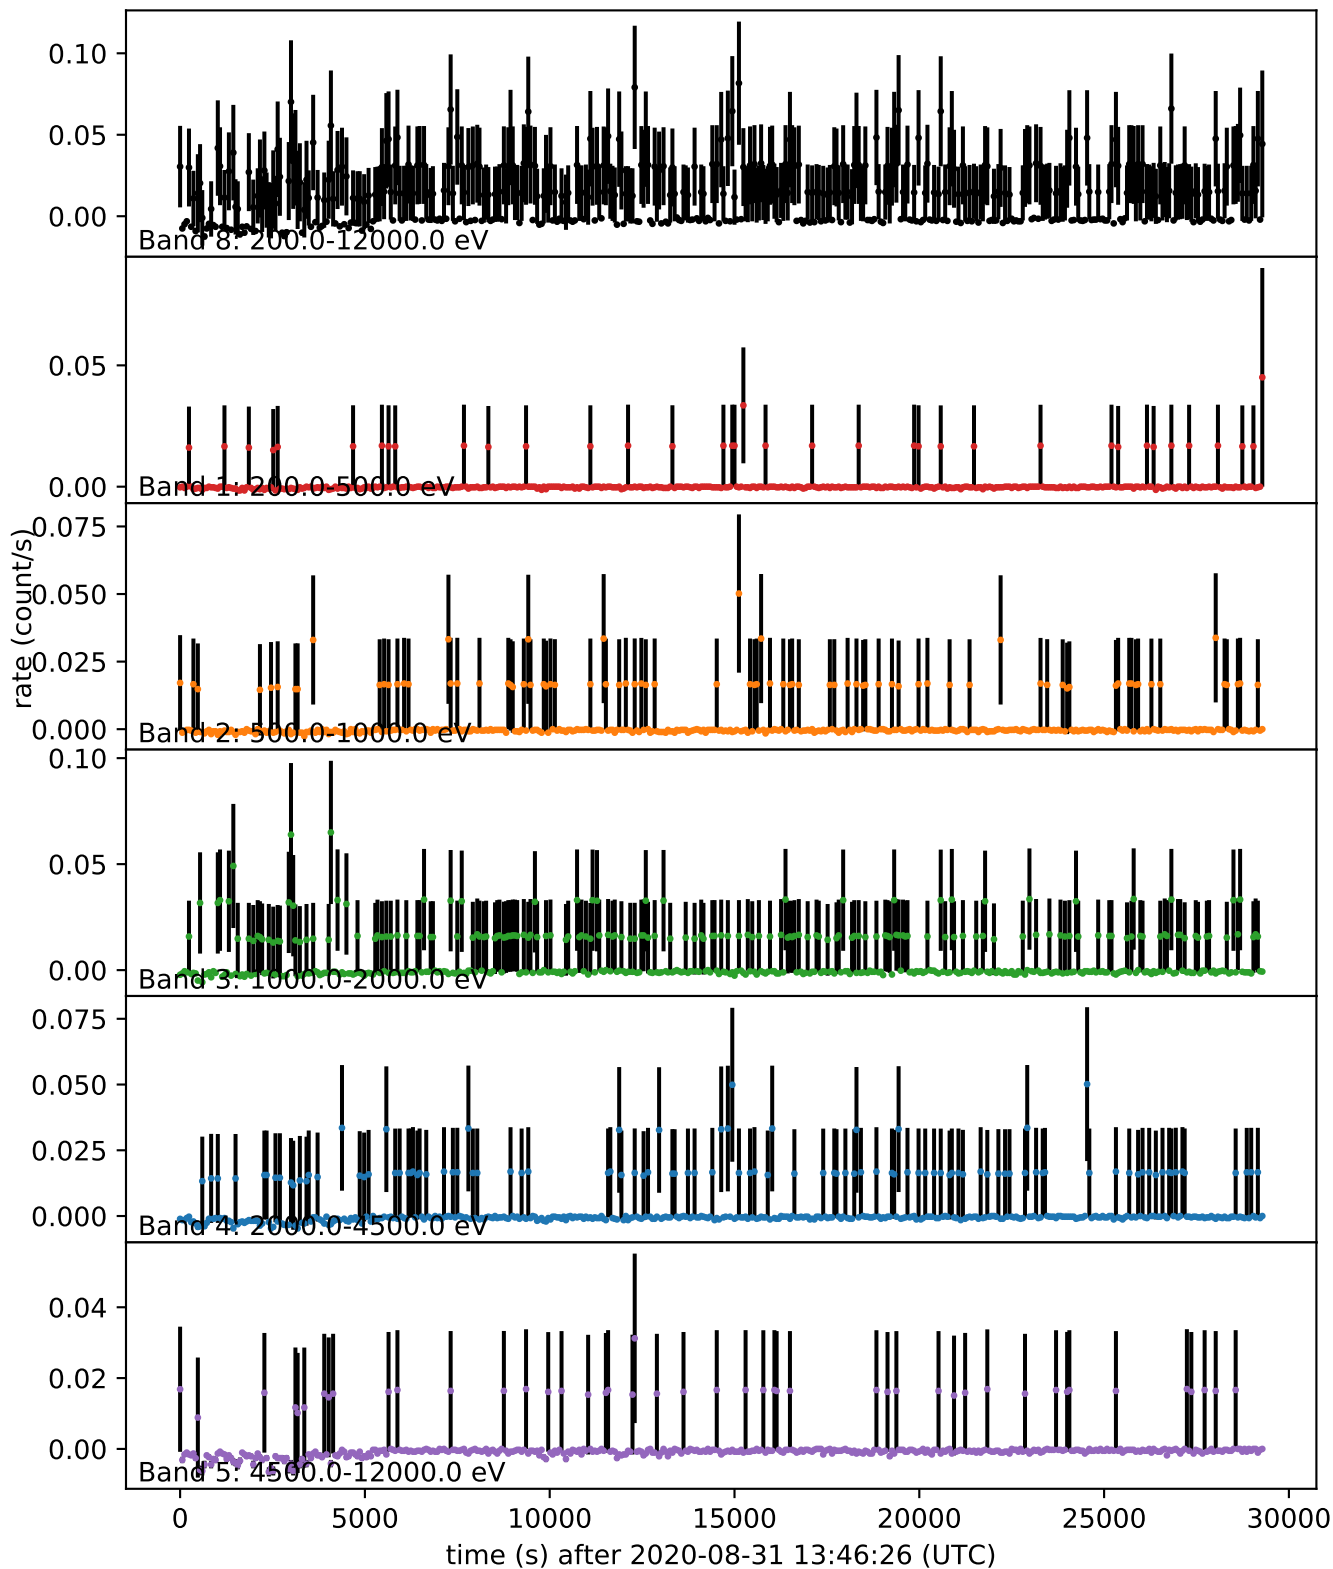 0.10
0.05
0.00
Band 8: 200.0-12000.0 eV
0.05
0.00
Band 1: 200.0-500.0 eV
rate (count/s)
0.075
0.050
0.025
0.000
Band 2: 500.0-1000.0 eV
0.10
0.05
0.00
Band 3: 1000.0-2000.0 eV
0.075
0.050
0.025
0.000
Band 4: 2000.0-4500.0 eV
0.04
0.02
0.00
Band 5: 4500.0-12000.0 eV
0 5000 10000 15000 20000 25000 30000
time (s) after 2020-08-31 13:46:26 (UTC)